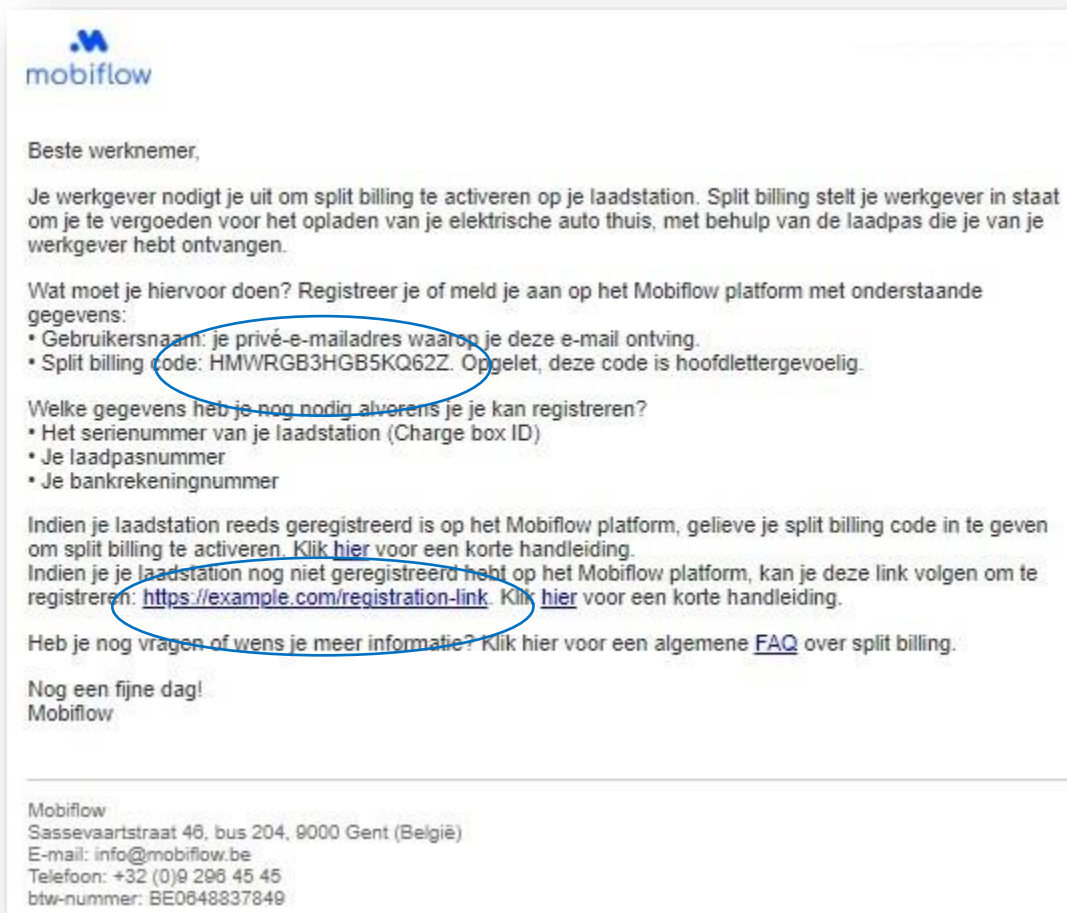 mobiflow
Beste werknemer,
Je werkgever nodigt je uit om split billing te activeren op je laadstation. Split billing stelt je werkgever in staat
om je te vergoeden voor het opladen van je elektrische auto thuis, met behulp van de laadpas die je van je
werkgever hebt ontvangen.
Wat moet je hiervoor doen? Registreer je of meld je aan op het Mobiflow platform met onderstaande
gegevens:
• Gebruikersnaam: je privé-e-mailadres waarop je deze e-mail ontving.
• Split billing code: HMWRGB3HGB5KQ62Z. Opgelet, deze code is hoofdlettergevoelig.
Welke gegevens heb je nog nodig alvorens je je kan registreren?
• Het serienummer van je laadstation (Charge box ID)
• Je laadpasnummer
• Je bankrekeningnummer
Indien je laadstation reeds geregistreerd is op het Mobiflow platform, gelieve je split billing code in te geven
om split billing te activeren. Klik hier voor een korte handleiding.
Indien je je laadstation nog niet geregistreerd hebt op het Mobiflow platform, kan je deze link volgen om te
registreren: https://example.com/registration-link. Klik hier voor een korte handleiding.
Heb je nog vragen of wens je meer informatie? Klik hier voor een algemene FAQ over split billing.
Nog een fijne dag!
Mobiflow
Mobiflow
Sassevaartstraat 46, bus 204, 9000 Gent (België)
E-mail: info@mobiflow.be
Telefoon: +32 (0)9 296 45 45
btw-nummer: BE0648837849